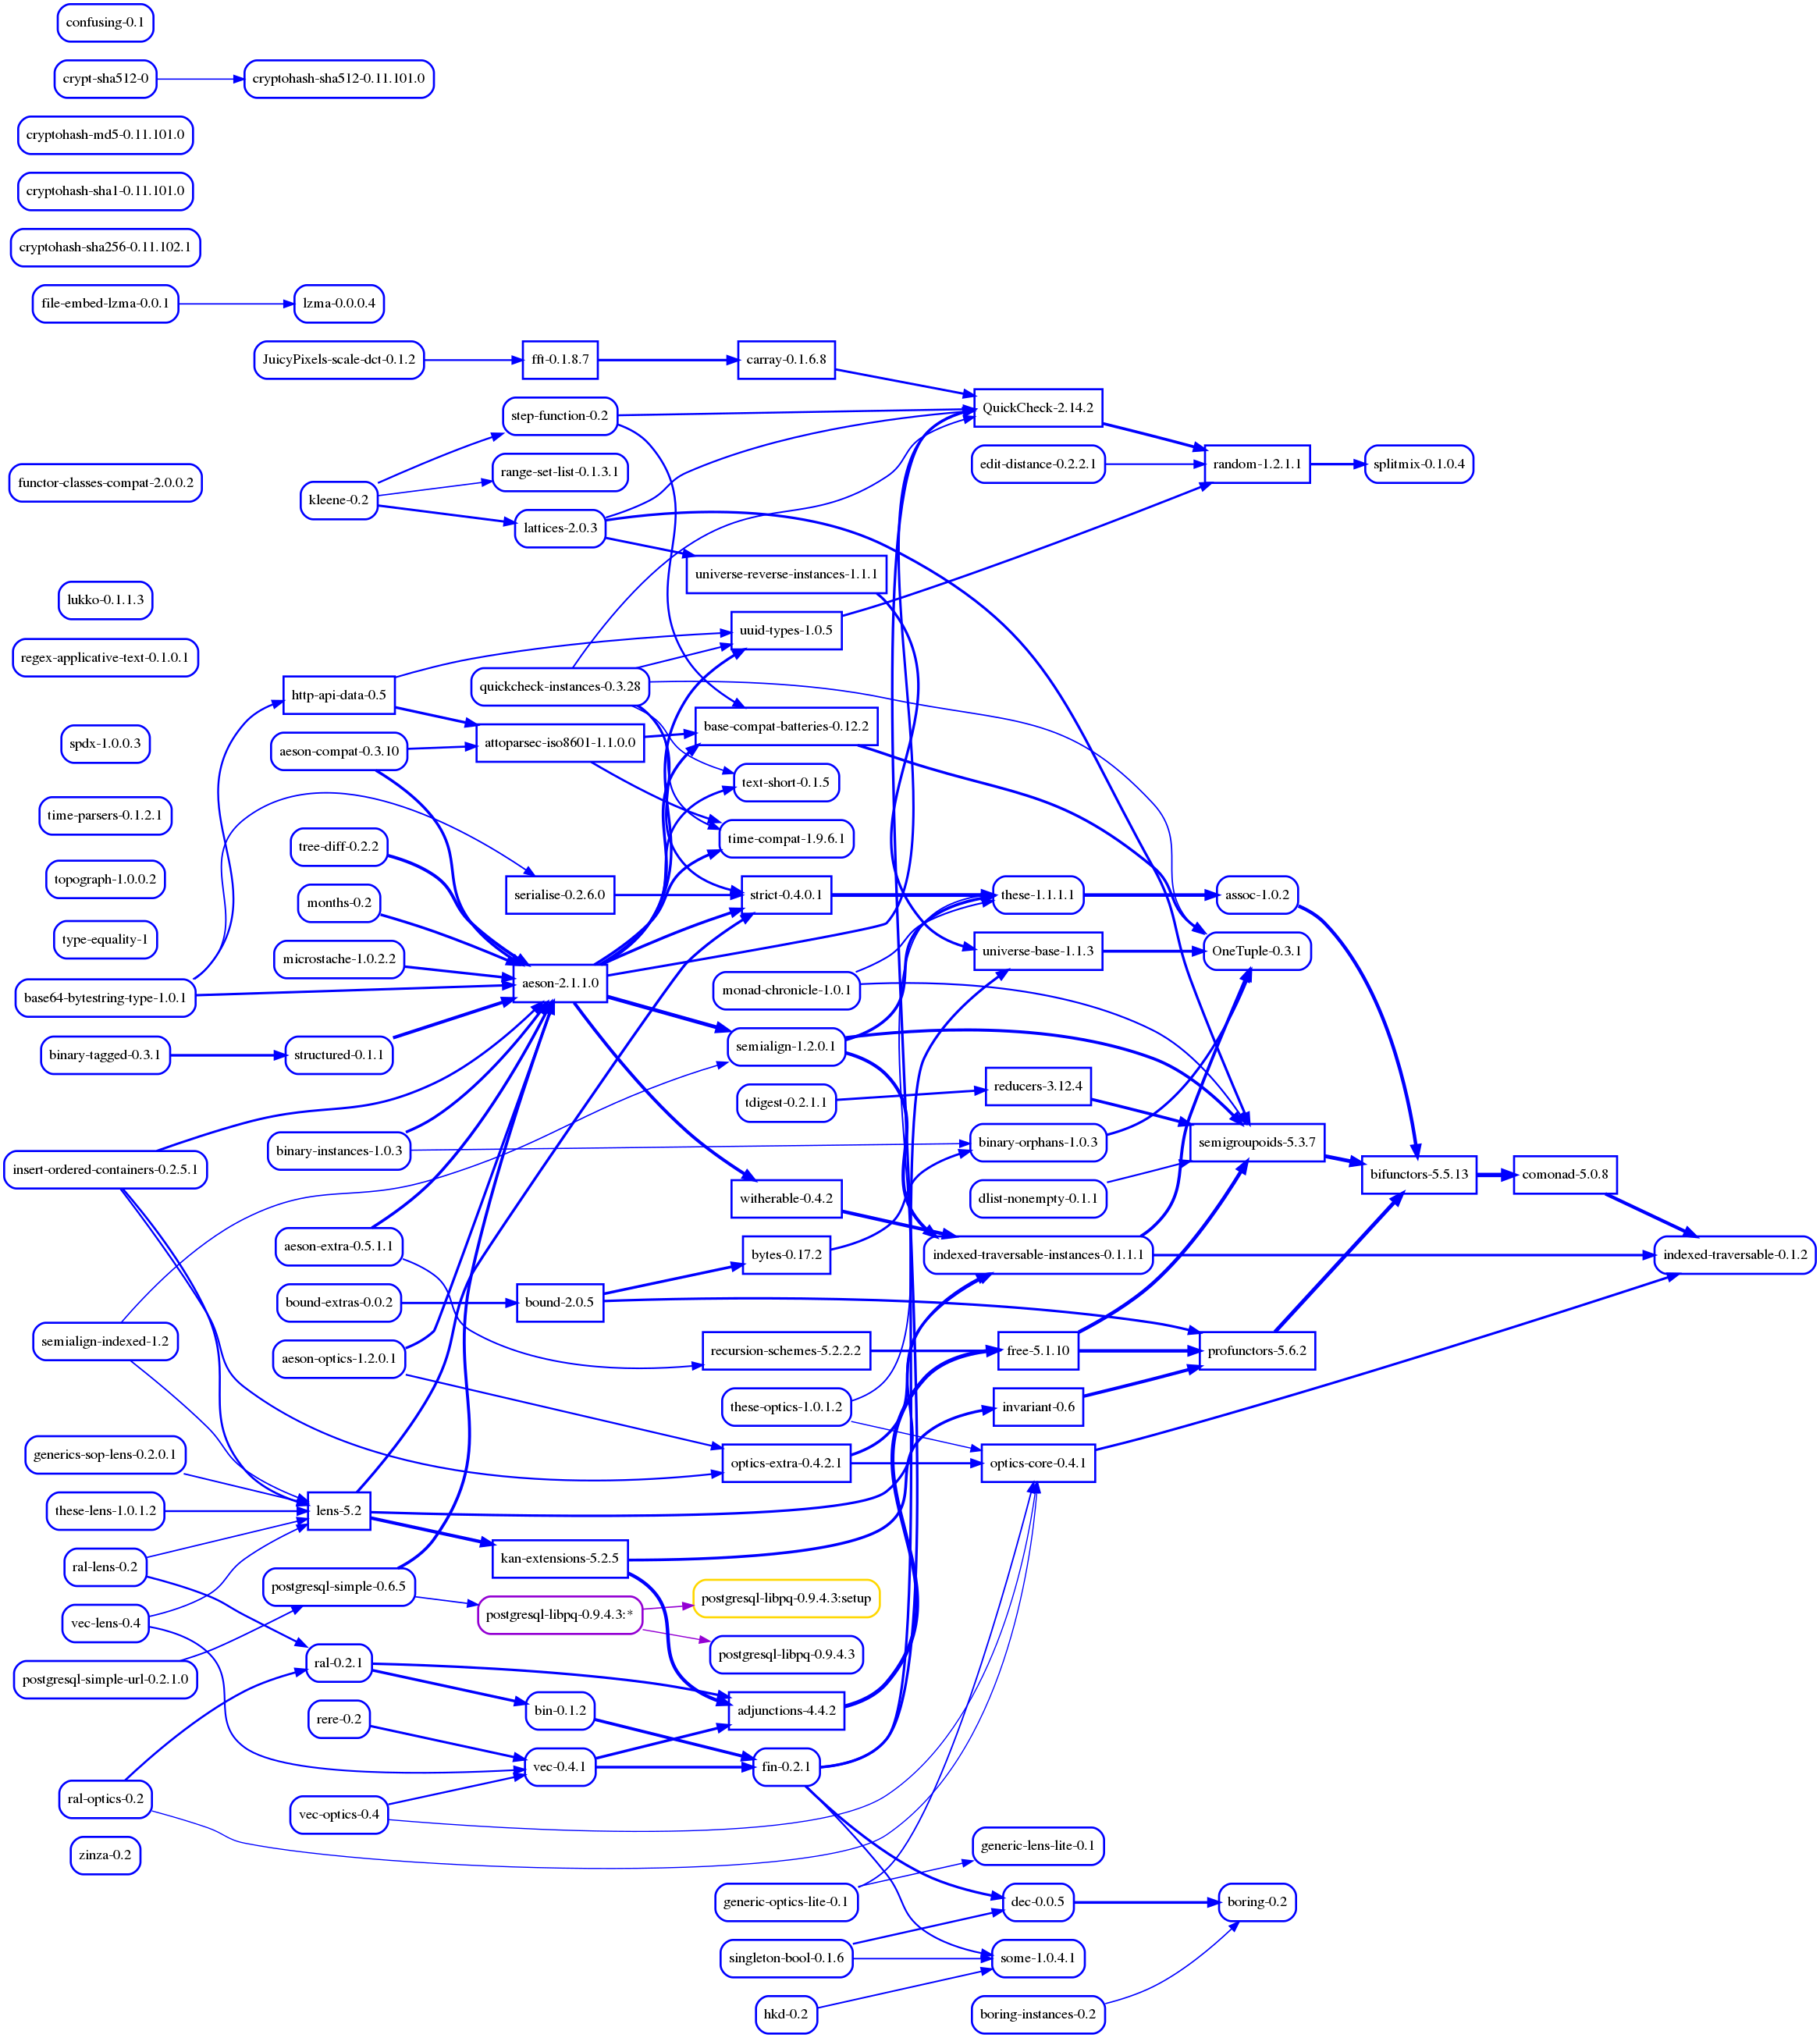 confusing-0.1
crypt-sha512-0
cryptohash-sha512-0.11.101.0
cryptohash-md5-0.11.101.0
cryptohash-sha1-0.11.101.0
cryptohash-sha256-0.11.102.1
file-embed-lzma-0.0.1
lzma-0.0.0.4
JuicyPixels-scale-dct-0.1.2
fft-0.1.8.7
carray-0.1.6.8
QuickCheck-2.14.2
step-function-0.2
edit-distance-0.2.2.1
random-1.2.1.1
splitmix-0.1.0.4
range-set-list-0.1.3.1
functor-classes-compat-2.0.0.2
kleene-0.2
lattices-2.0.3
universe-reverse-instances-1.1.1
lukko-0.1.1.3
uuid-types-1.0.5
regex-applicative-text-0.1.0.1
http-api-data-0.5
quickcheck-instances-0.3.28
base-compat-batteries-0.12.2
spdx-1.0.0.3
aeson-compat-0.3.10
attoparsec-iso8601-1.1.0.0
text-short-0.1.5
time-parsers-0.1.2.1
time-compat-1.9.6.1
tree-diff-0.2.2
topograph-1.0.0.2
months-0.2
serialise-0.2.6.0
strict-0.4.0.1
these-1.1.1.1
assoc-1.0.2
type-equality-1
universe-base-1.1.3
OneTuple-0.3.1
microstache-1.0.2.2
aeson-2.1.1.0
monad-chronicle-1.0.1
base64-bytestring-type-1.0.1
binary-tagged-0.3.1
structured-0.1.1
semialign-1.2.0.1
reducers-3.12.4
tdigest-0.2.1.1
binary-orphans-1.0.3
semigroupoids-5.3.7
insert-ordered-containers-0.2.5.1
binary-instances-1.0.3
bifunctors-5.5.13
comonad-5.0.8
witherable-0.4.2
dlist-nonempty-0.1.1
aeson-extra-0.5.1.1
bytes-0.17.2
indexed-traversable-instances-0.1.1.1
indexed-traversable-0.1.2
bound-extras-0.0.2
bound-2.0.5
semialign-indexed-1.2
aeson-optics-1.2.0.1
recursion-schemes-5.2.2.2
free-5.1.10
profunctors-5.6.2
these-optics-1.0.1.2
invariant-0.6
generics-sop-lens-0.2.0.1
optics-extra-0.4.2.1
optics-core-0.4.1
these-lens-1.0.1.2
lens-5.2
ral-lens-0.2
kan-extensions-5.2.5
postgresql-simple-0.6.5
postgresql-libpq-0.9.4.3:*
postgresql-libpq-0.9.4.3:setup
vec-lens-0.4
postgresql-libpq-0.9.4.3
postgresql-simple-url-0.2.1.0
ral-0.2.1
rere-0.2
bin-0.1.2
adjunctions-4.4.2
vec-0.4.1
fin-0.2.1
ral-optics-0.2
vec-optics-0.4
zinza-0.2
generic-lens-lite-0.1
generic-optics-lite-0.1
dec-0.0.5
boring-0.2
singleton-bool-0.1.6
some-1.0.4.1
hkd-0.2
boring-instances-0.2